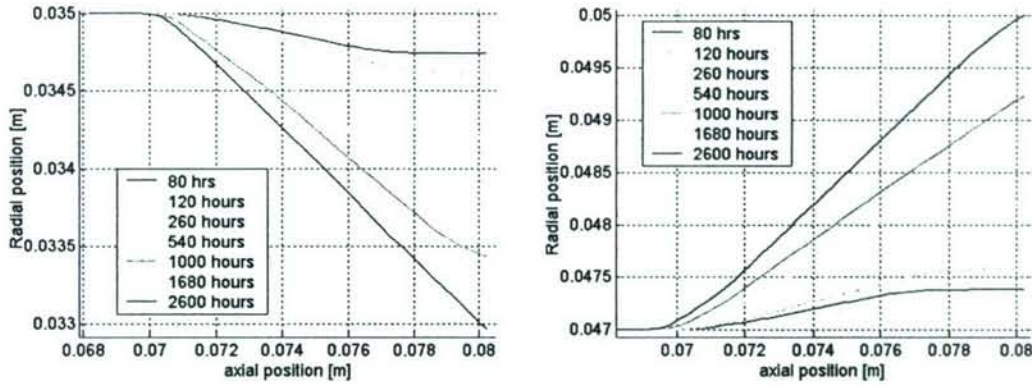 0.035
0.0345
0.034
0.0335
0.033
Radial position [m]
80 hrs
120 hours
260 hours
540 hours
1000 hours
1680 hours
2600 hours
0.068 0.07 0.072 0.074 0.076 0.078 0.08
axial position [m]
0.05
0.0495
0.049
0.0485
0.048
0.0475
0.047
Radial position [m]
80 hrs
120 hours
260 hours
540 hours
1000 hours
1680 hours
2600 hours
0.07 0.072 0.074 0.076 0.078 0.08
axial position [m]